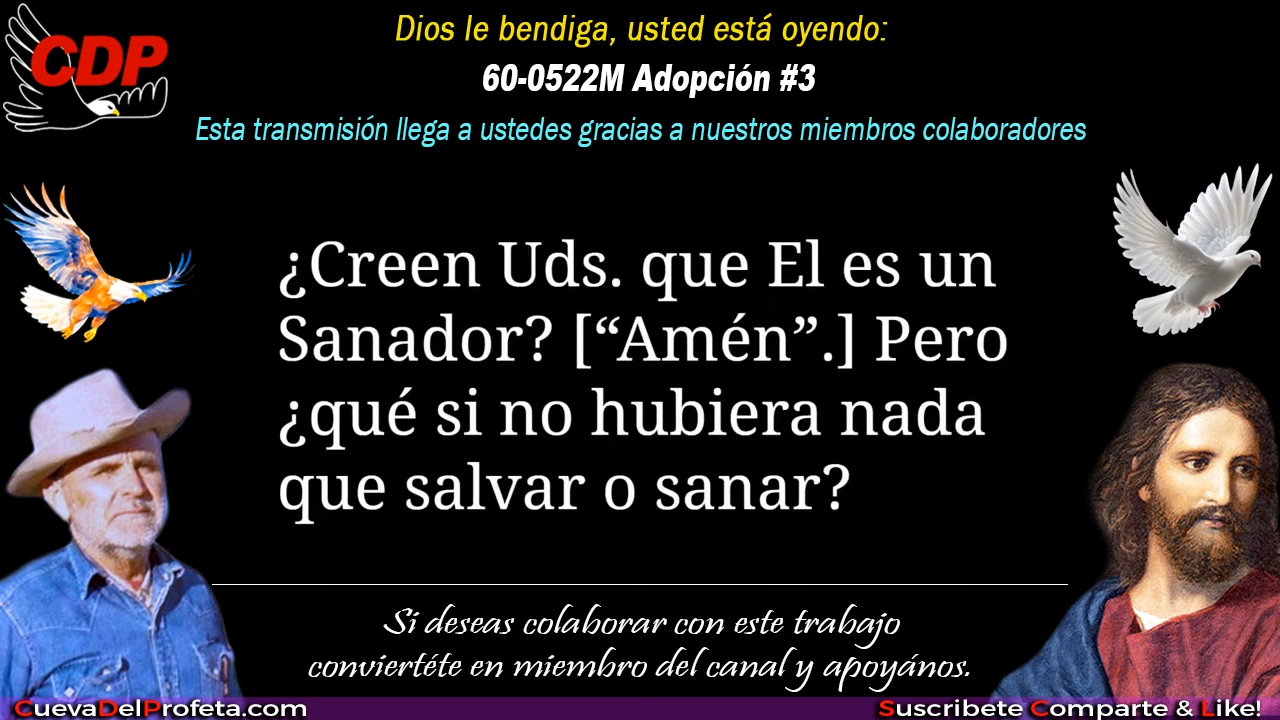 CDP
Dios le bendiga, usted está oyendo:
60-0522M Adopción #3
Esta transmisión llega a ustedes gracias a nuestros miembros colaboradores
¿Creen Uds. que El es un
Sanador? [“Amén”.] Pero
¿qué si no hubiera nada
que salvar o sanar?
Si deseas colaborar con este trabajo
conviertéte en miembro del canal y apoyános.
CuevaDelProfeta.com
Suscribete Comparte & Like!